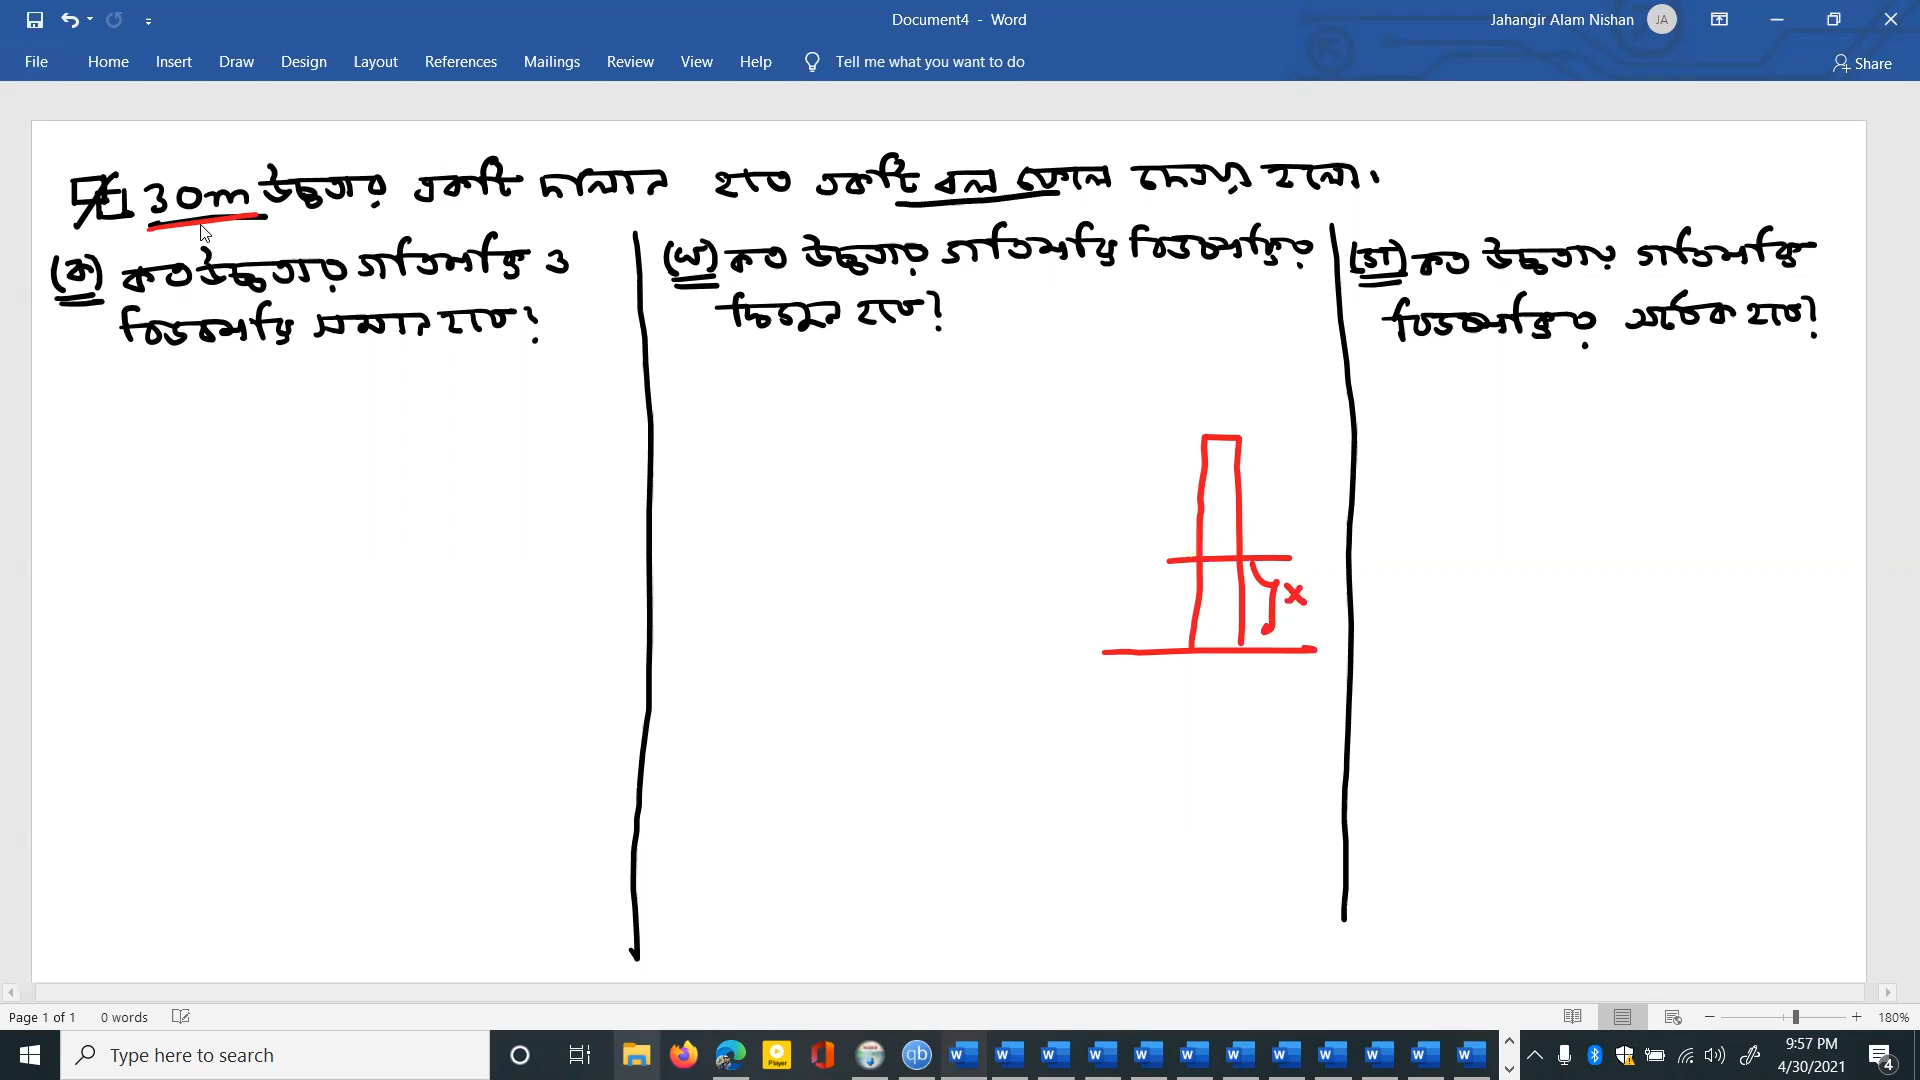 Document4 - Word
Jahangir Alam Nishan
JA
File Home Insert Draw Design Layout References Mailings Review View Help Tell me what you want to do
Share
30m উচ্চতার একটি দালান হতে একটি বল ফেলে দেওয়া হলো।
(ক) কত উচ্চতায় গতিশক্তি ও
বিভবশক্তি সমান হবে?
(খ) কত উচ্চতায় গতিশক্তি বিভবশক্তির
দ্বিগুন হবে?
(গ) কত উচ্চতায় গতিশক্তি
বিভবশক্তির অর্ধেক হবে?
x
Page 1 of 1 0 words
180%
Type here to search
9:57 PM
4/30/2021
4